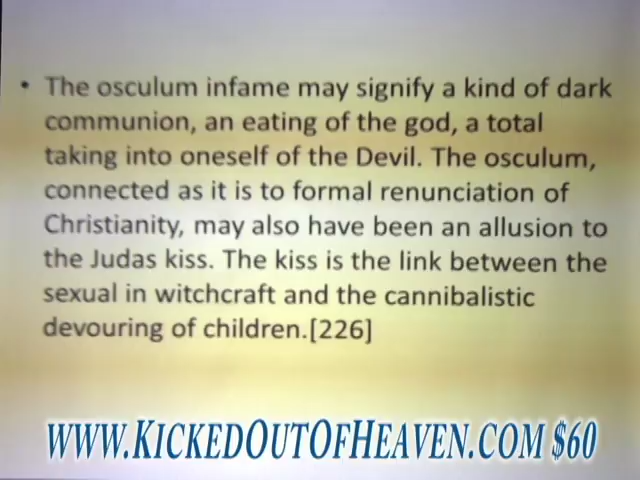 • The osculum infame may signify a kind of dark
communion, an eating of the god, a total
taking into oneself of the Devil. The osculum,
connected as it is to formal renunciation of
Christianity, may also have been an allusion to
the Judas kiss. The kiss is the link between the
sexual in witchcraft and the cannibalistic
devouring of children.[226]
WWW.KICKEDOUTOFHEAVEN.COM $60